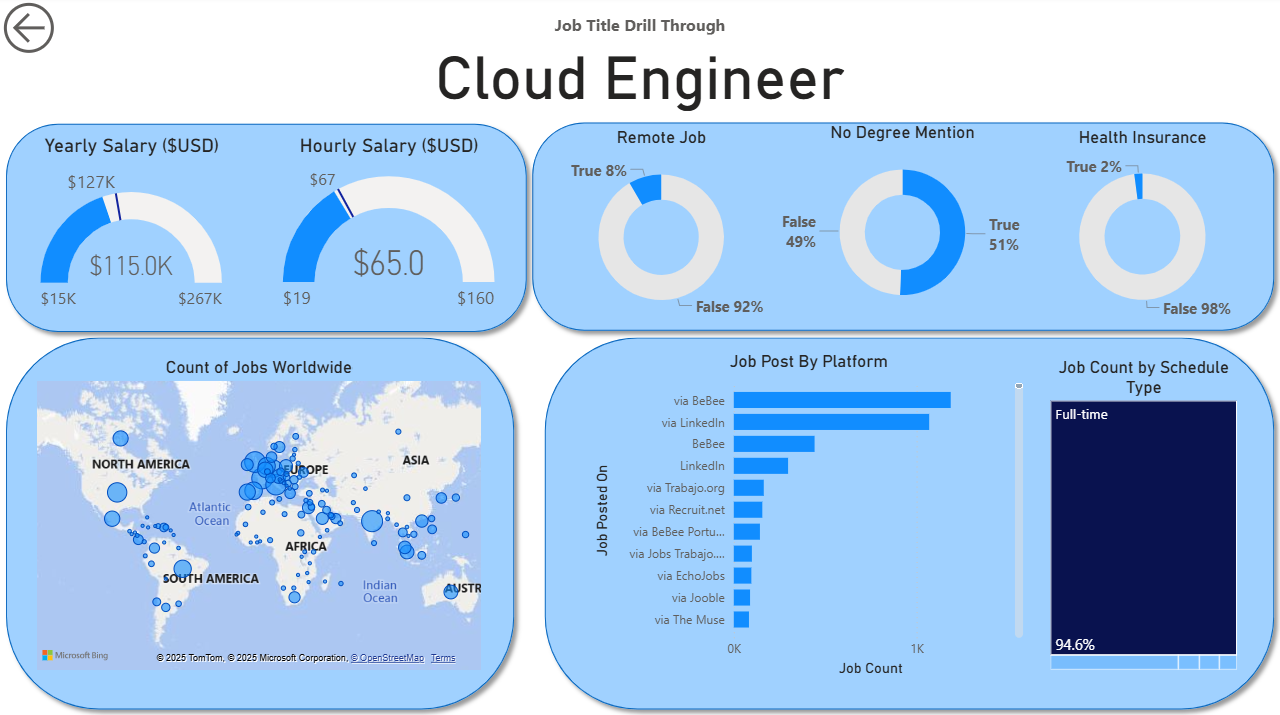 Job Title Drill Through
Cloud Engineer
Yearly Salary ($USD)
$127K
$115.0K
$15K
$267K
Hourly Salary ($USD)
$67
$65.0
$19
$160
Remote Job
True 8%
False 92%
No Degree Mention
False
49%
True
51%
Health Insurance
True 2%
False 98%
Count of Jobs Worldwide
NORTH AMERICA
EUROPE
ASIA
Atlantic
Ocean
AFRICA
SOUTH AMERICA
Indian
Ocean
AUSTR
Microsoft Bing
© 2025 TomTom, © 2025 Microsoft Corporation, © OpenStreetMap Terms
Job Post By Platform
Job Posted On
via BeBee
via LinkedIn
BeBee
LinkedIn
via Trabajo.org
via Recruit.net
via BeBee Portu...
via Jobs Trabajo....
via EchoJobs
via Jooble
via The Muse
0K
1K
Job Count
Job Count by Schedule
Type
Full-time
94.6%